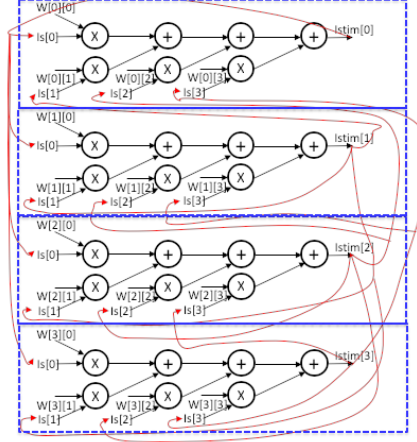 W[0][0]
Is[0] X + + + Istim[0]
W[0][1] X W[0][2] X W[0][3] X
Is[1] Is[2] Is[3]
W[1][0]
Is[0] X + + + Istim[1]
W[1][1] X W[1][2] X W[1][3] X
Is[1] Is[2] Is[3]
W[2][0]
Is[0] X + + + Istim[2]
W[2][1] X W[2][2] X W[2][3] X
Is[1] Is[2] Is[3]
W[3][0]
Is[0] X + + + Istim[3]
W[3][1] X W[3][2] X W[3][3] X
Is[1] Is[2] Is[3]